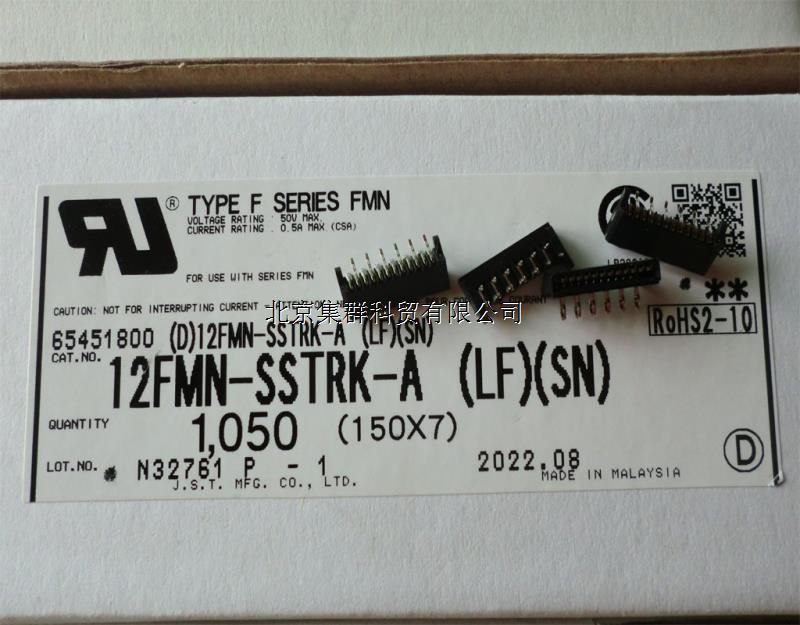 ® TYPE F SERIES FMN
VOLTAGE RATING : 50V MAX.
CURRENT RATING : 0.5A MAX (CSA)
FOR USE WITH SERIES FMN
CAUTION: NOT FOR INTERRUPTING CURRENT
北京集群科贸有限公司
65451800 (D)12FMN-SSTRK-A (LF)(SN)
RoHS2-10
CAT.NO.
12FMN-SSTRK-A (LF)(SN)
QUANTITY
1,050 (150X7)
LOT.NO. N32761 P - 1 2022.08
J.S.T. MFG. CO., LTD. MADE IN MALAYSIA
D